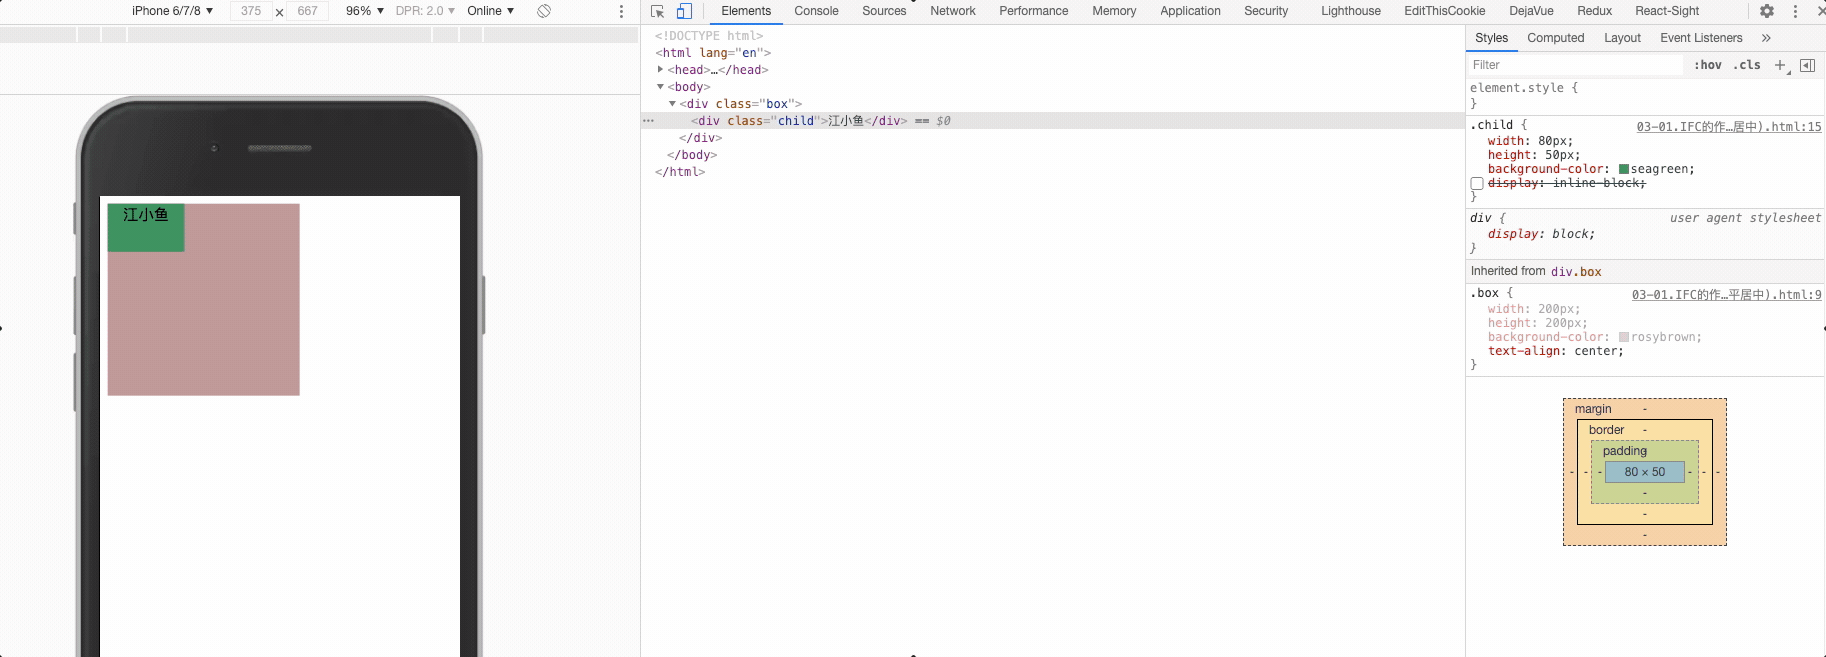 iPhone 6/7/8 ▼ 375 × 667 96% ▼ DPR: 2.0 ▼ Online ▼
Elements Console Sources Network Performance Memory Application Security Lighthouse EditThisCookie DejaVue Redux React-Sight
江小鱼
<!DOCTYPE html>
<html lang="en">
<head>…</head>
<body>
<div class="box">
<div class="child">江小鱼</div> == $0
</div>
</body>
</html>
Styles Computed Layout Event Listeners »
Filter :hov .cls +
element.style {
}
.child { 03-01.IFC的作…居中).html:15
width: 80px;
height: 50px;
background-color: seagreen;
display: inline-block;
}
div { user agent stylesheet
display: block;
}
Inherited from div.box
.box { 03-01.IFC的作…平居中).html:9
width: 200px;
height: 200px;
background-color: rosybrown;
text-align: center;
}
margin -
border -
padding -
- - - 80 × 50 - - -
-
-
-